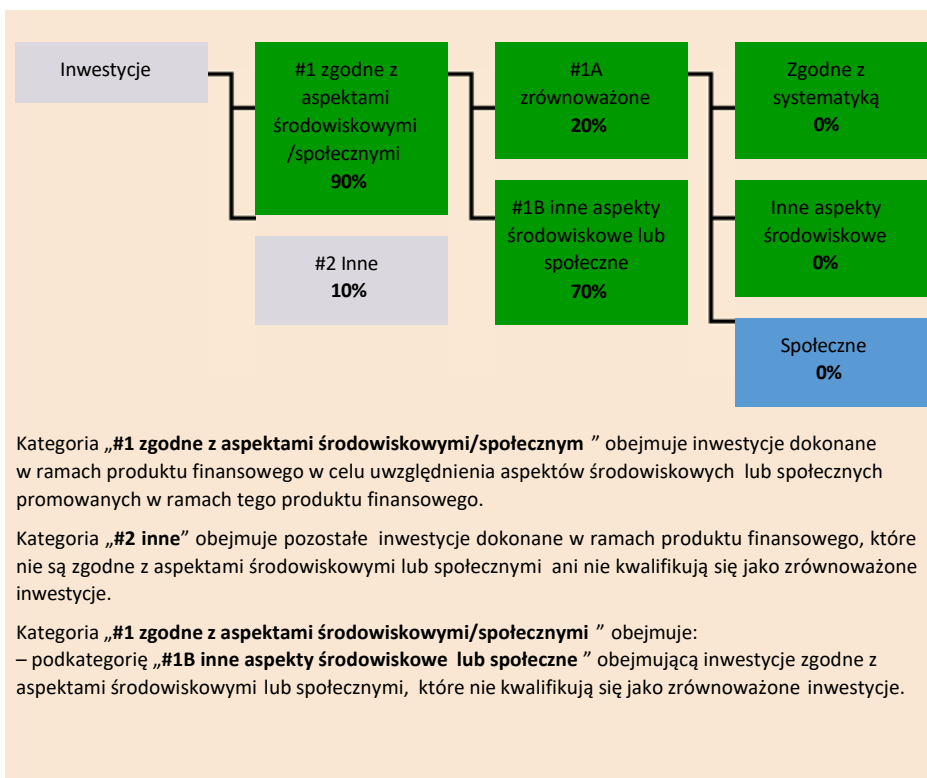 Inwestycje
#1 zgodne z
aspektami
środowiskowymi
/społecznymi
90%
#2 Inne
10%
#1A
zrównoważone
20%
#1B inne aspekty
środowiskowe lub
społeczne
70%
Zgodne z
systematyką
0%
Inne aspekty
środowiskowe
0%
Społeczne
0%
Kategoria „#1 zgodne z aspektami środowiskowymi/społecznym ” obejmuje inwestycje dokonane
w ramach produktu finansowego w celu uwzględnienia aspektów środowiskowych lub społecznych
promowanych w ramach tego produktu finansowego.
Kategoria „#2 inne” obejmuje pozostałe inwestycje dokonane w ramach produktu finansowego, które
nie są zgodne z aspektami środowiskowymi lub społecznymi ani nie kwalifikują się jako zrównoważone
inwestycje.
Kategoria „#1 zgodne z aspektami środowiskowymi/społecznymi ” obejmuje:
– podkategorię „#1B inne aspekty środowiskowe lub społeczne ” obejmującą inwestycje zgodne z
aspektami środowiskowymi lub społecznymi, które nie kwalifikują się jako zrównoważone inwestycje.